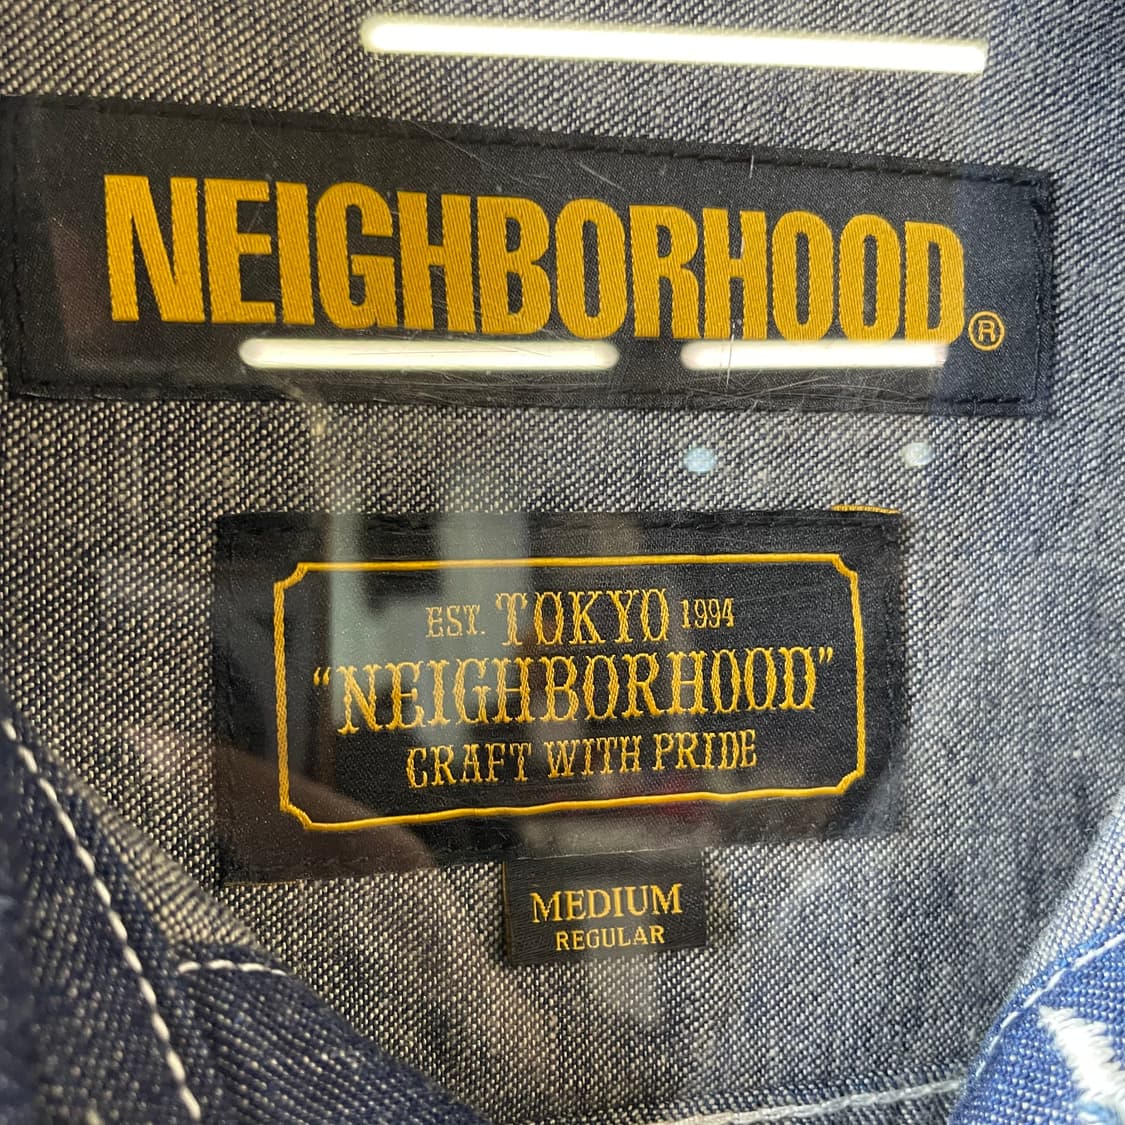 NEIGHBORHOOD®
EST. TOKYO 1994
“NEIGHBORHOOD”
CRAFT WITH PRIDE
MEDIUM
REGULAR